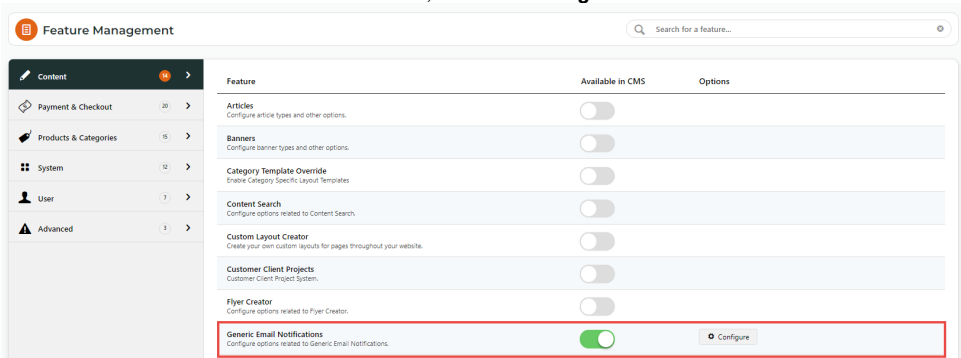 Feature Management
Search for a feature...
Content 14
Payment & Checkout 20
Products & Categories 15
System 12
User 7
Advanced 3
Feature Available in CMS Options
Articles
Configure article types and other options.
Banners
Configure banner types and other options.
Category Template Override
Enable Category Specific Layout Templates
Content Search
Configure options related to Content Search.
Custom Layout Creator
Create your own custom layouts for pages throughout your website.
Customer Client Projects
Customer Client Project System.
Flyer Creator
Configure options related to Flyer Creator.
Generic Email Notifications
Configure options related to Generic Email Notifications.
Configure